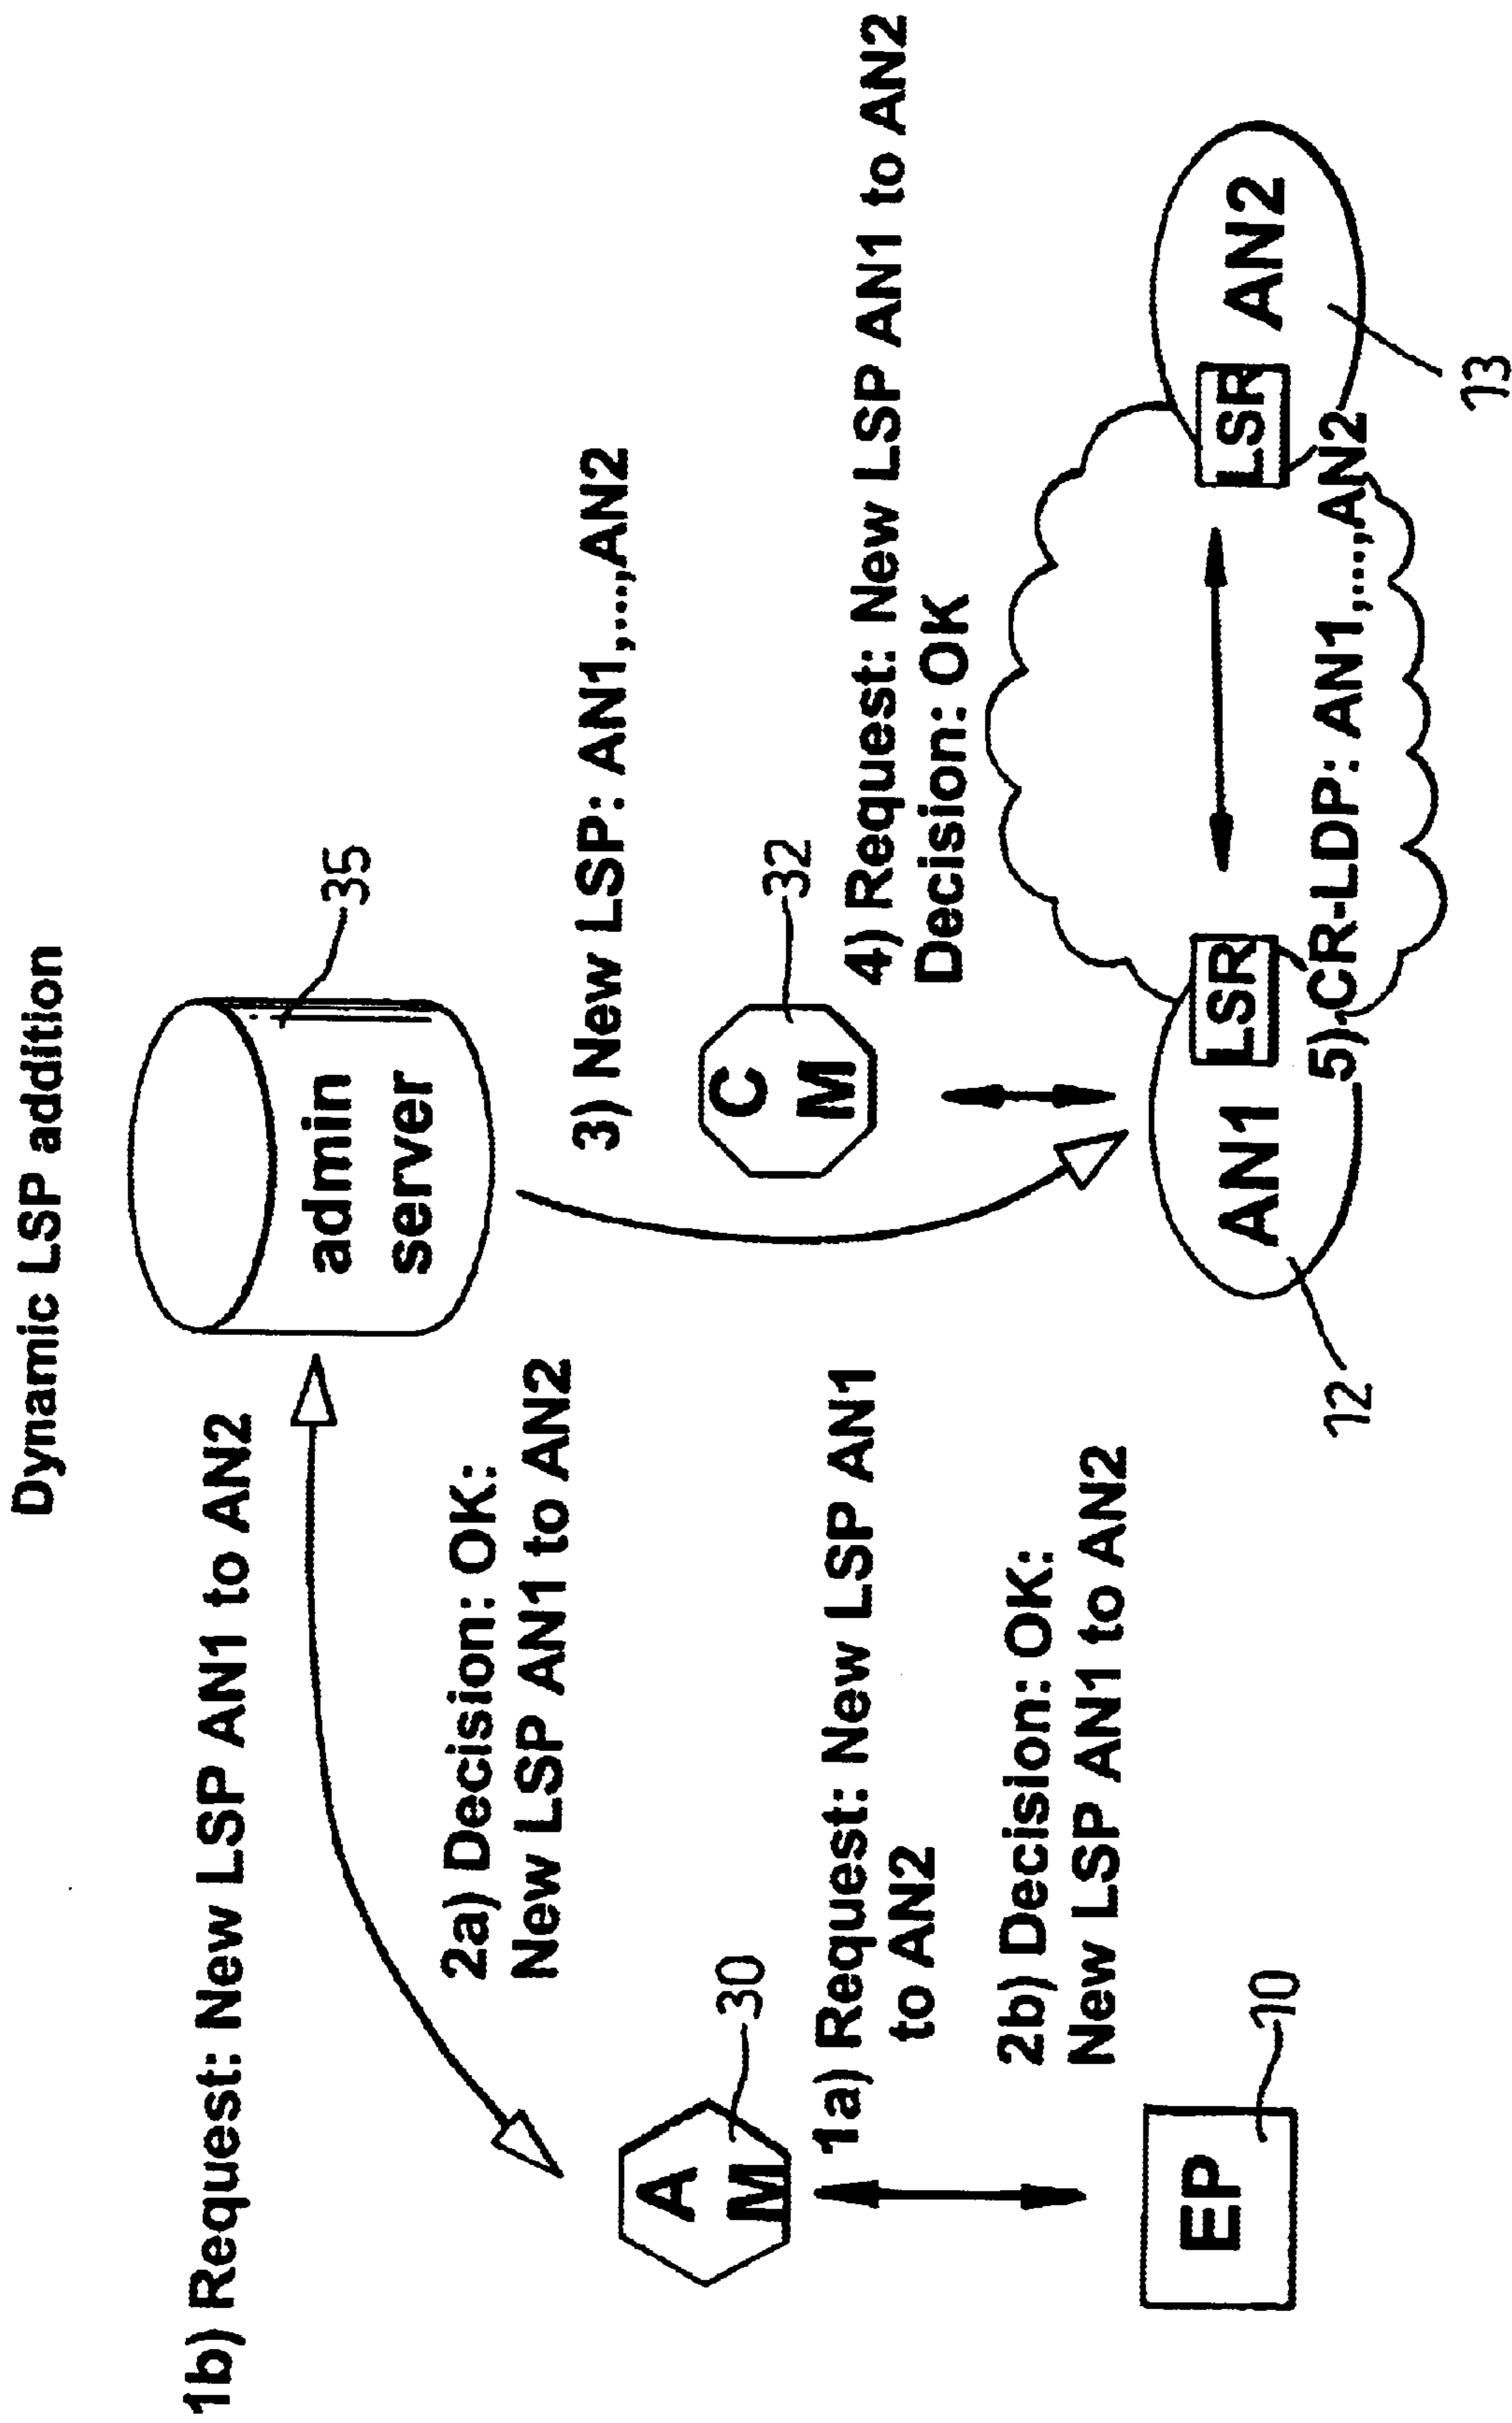 Dynamic LSP addition
1b) Request: New LSP AN1 to AN2
35
admin
server
2a) Decision: OK:
New LSP AN1 to AN2
3) New LSP: AN1,...,AN2
A
M
30
C
M
32
1a) Request: New LSP AN1
to AN2
4) Request: New LSP AN1 to AN2
Decision: OK
2b) Decision: OK:
New LSP AN1 to AN2
EP
10
AN1
LSR
LSR
AN2
5) CR-LDP: AN1,...,AN2
12
13